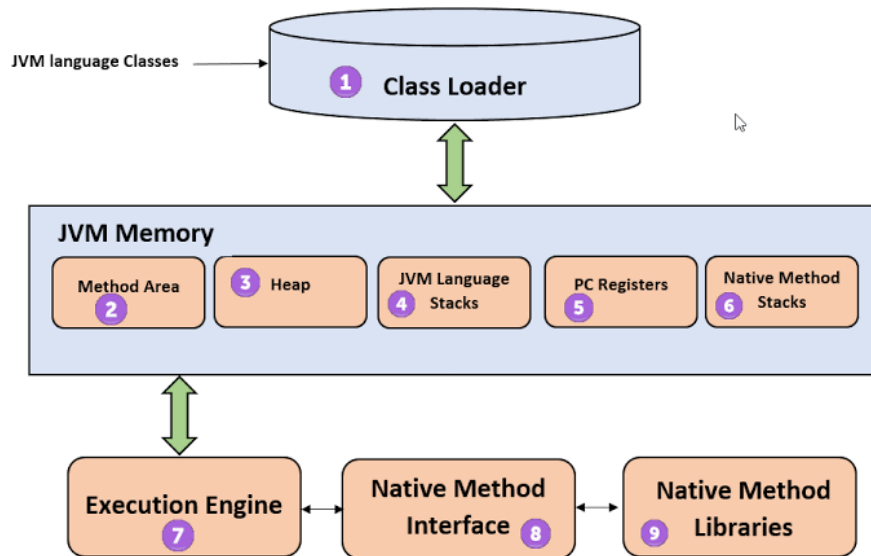 JVM language Classes
1 Class Loader
JVM Memory
Method Area
2
3 Heap
JVM Language
4 Stacks
PC Registers
5
Native Method
6 Stacks
Execution Engine
7
Native Method
Interface 8
Native Method
9 Libraries